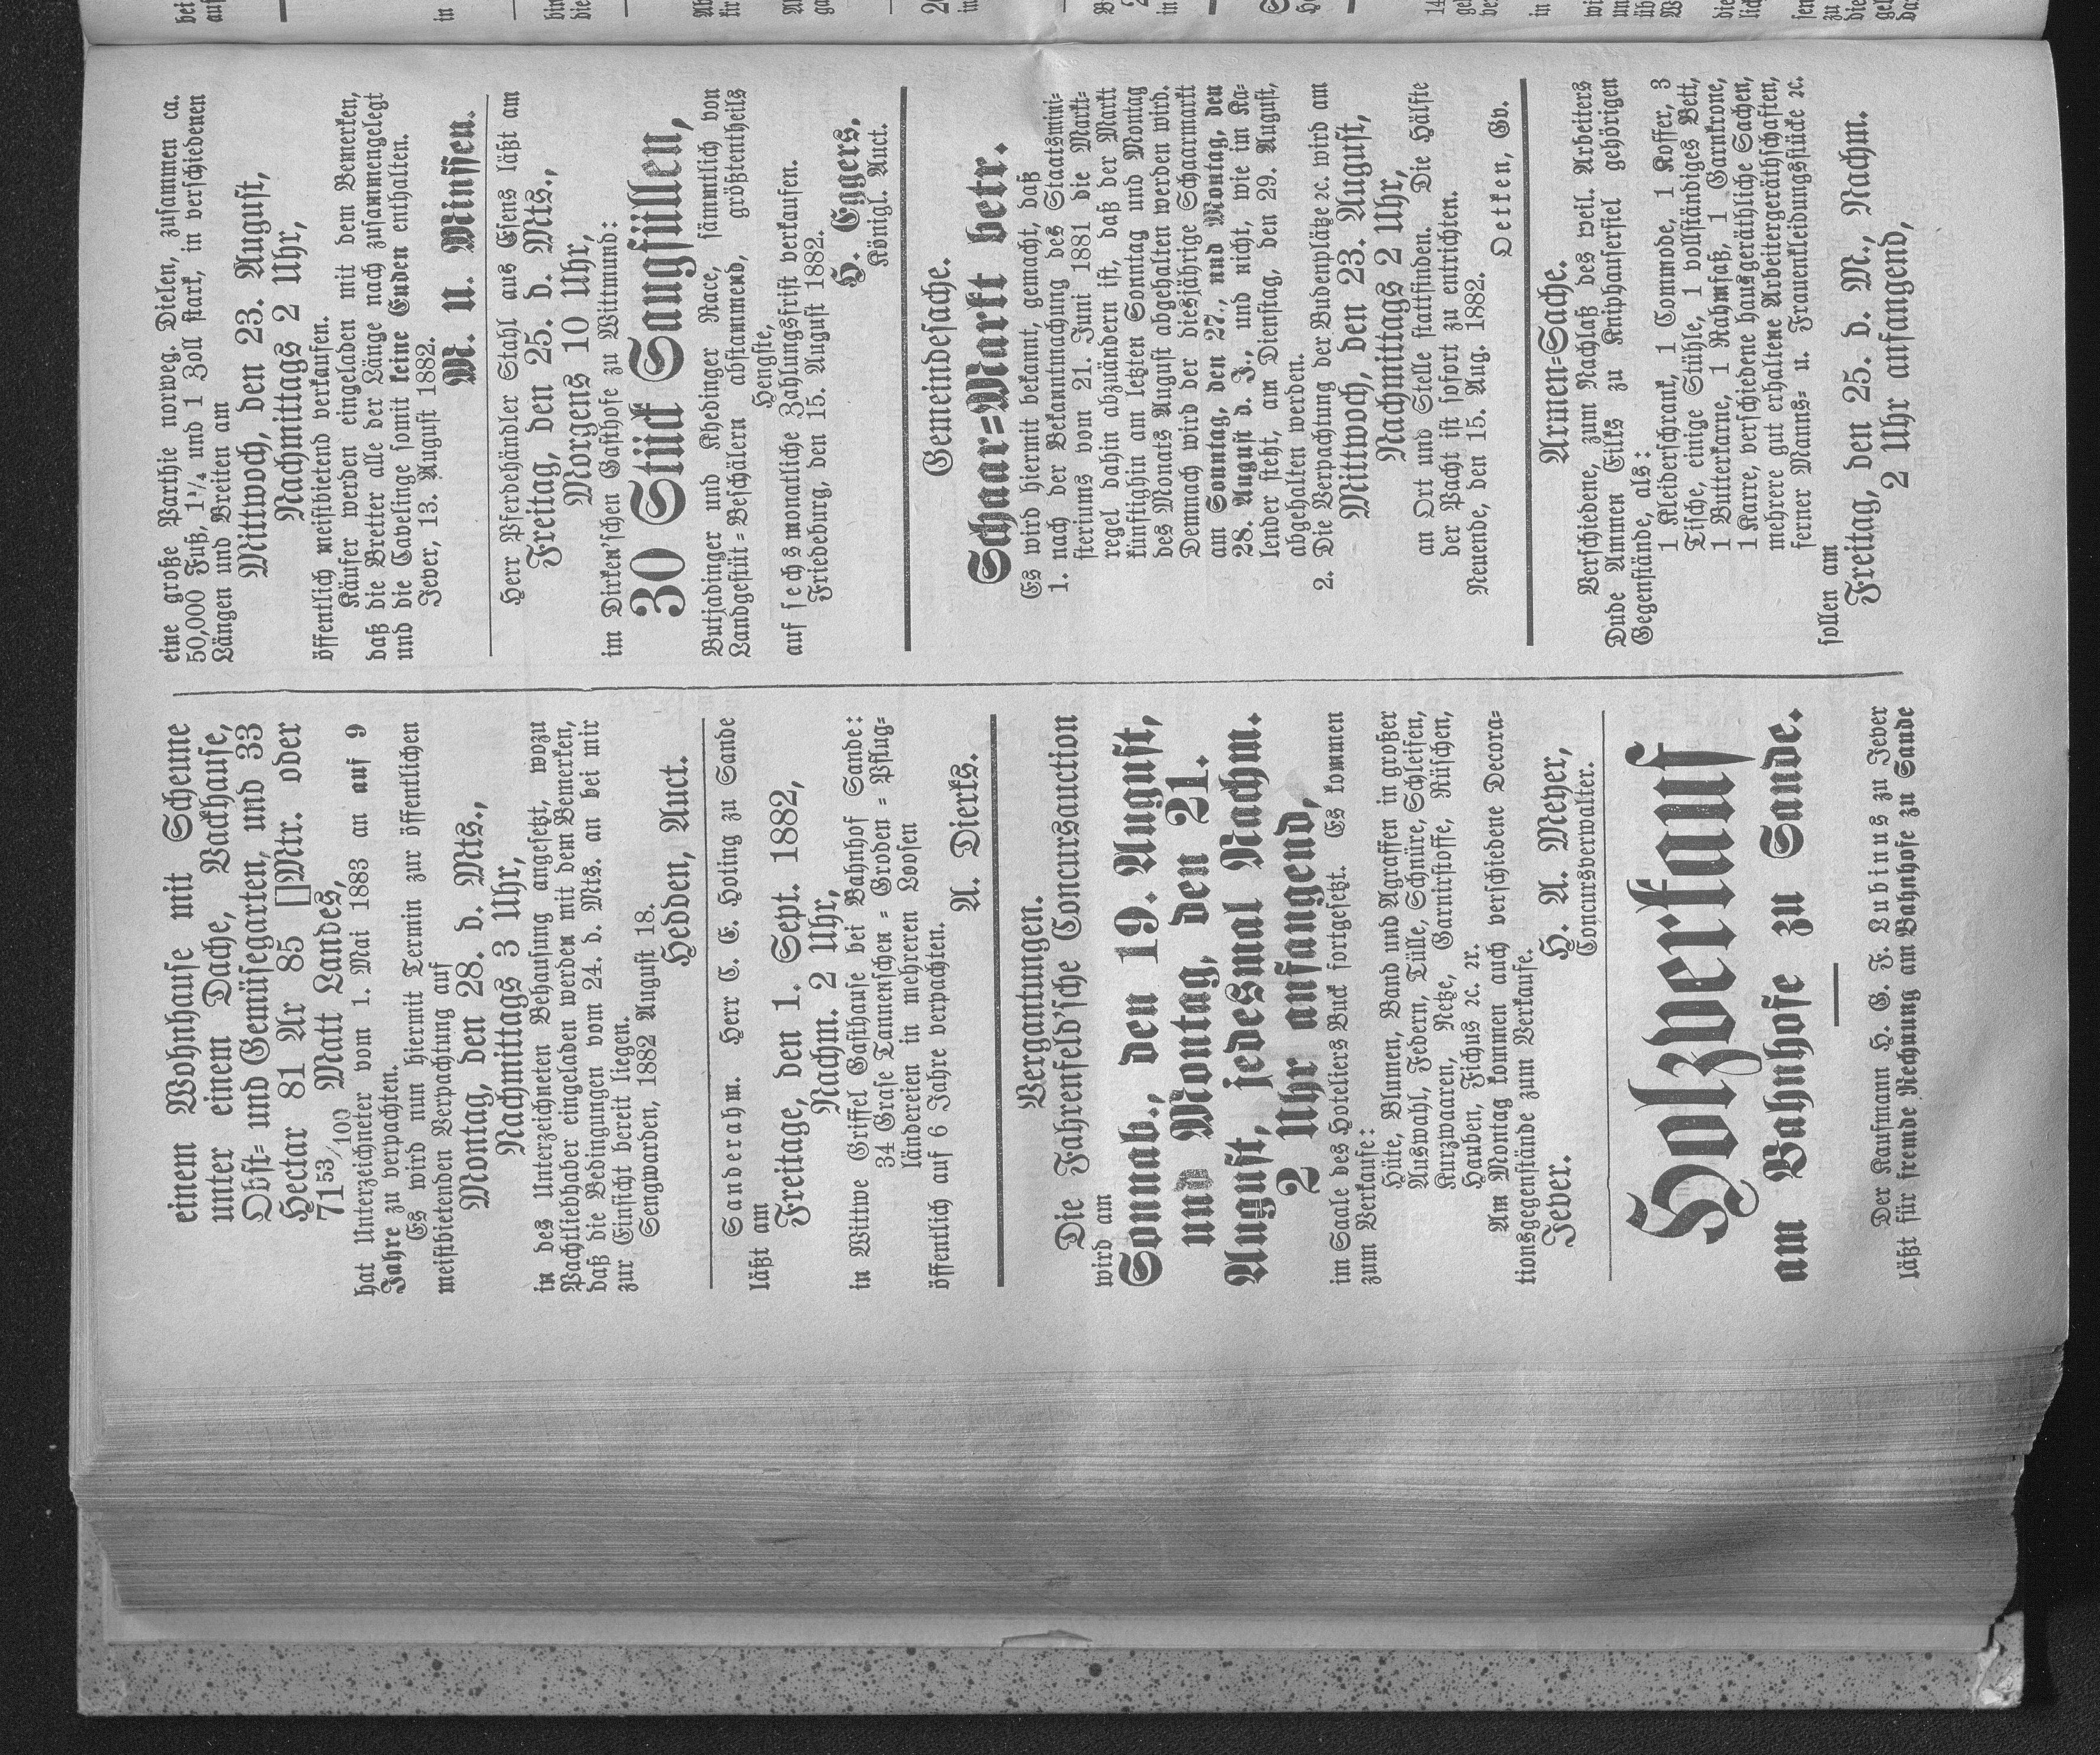 einem Wohnhause mit Scheune
unter einem Dache, Backhause,
Obst= und Gemüsegarten, und 33
Hectar 81 Ar 85 []Mtr. oder
71⁵³/₁₀₀ Matt Landes,
hat Unterzeichneter vom 1. Mai 1883 an auf 9
Jahre zu verpachten.
Es wird nun hiermit Termin zur öffentlichen
meistbietenden Verpachtung auf
Montag, den 28. d. Mts.,
Nachmittags 3 Uhr,
in des Unterzeichneten Behausung angesetzt, wozu
Pachtliebhaber eingeladen werden mit dem Bemerken,
daß die Bedingungen vom 24. d. Mts. an bei mir
zur Einsicht bereit liegen.
Sengwarden, 1882 August 18.
Hedden, Auct.
Sanderahm. Herr C. E. Hoting zu Sande
läßt am
Freitage, den 1. Sept. 1882,
Nachm. 2 Uhr,
in Wittwe Griffel Gasthause bei Bahnhof Sande:
34 Grase Tammenschen = Groden = Pflug=
ländereien in mehreren Loosen
öffentlich auf 6 Jahre verpachten.
A. Dierks.
Vergantungen.
Die Fahrenfeld'sche Concursauction
wird am
Sonnab., den 19. August,
und Montag, den 21.
August, jedesmal Nachm.
2 Uhr anfangend,
im Saale des Hoteliers Buck fortgesetzt. Es kommen
zum Verkaufe:
Hüte, Blumen, Band und Agraffen in großer
Auswahl, Federn, Tülle, Schnüre, Schleifen,
Kurzwaaren, Netze, Garnirstoffe, Rüschen,
Hauben, Fichus ꝛc. ꝛc.
Am Montag kommen auch verschiedene Decora=
tionsgegenstände zum Verkaufe.
Jever. H. A. Meyer,
Concursverwalter.
Holzverkauf
am Bahnhofe zu Sande.
Der Kaufmann H. G. F. Lubinus zu Jever
läßt für fremde Rechnung am Bahnhofe zu Sande
eine große Parthie norweg. Dielen, zusammen ca.
50,000 Fuß, 1¼ und 1 Zoll stark, in verschiedenen
Längen und Breiten am
Mittwoch, den 23. August,
Nachmittags 2 Uhr,
öffentlich meistbietend verkaufen.
Käufer werden eingeladen mit dem Bemerken,
daß die Bretter alle der Länge nach zusammengelegt
und die Cavelinge somit keine Enden enthalten.
Jever, 13. August 1882.
M. U. Minssen.
Herr Pferdehändler Stahl aus Esens läßt am
Freitag, den 25. d. Mts.,
Morgens 10 Uhr,
im Dirken'schen Gasthofe zu Wittmund:
30 Stück Saugfüllen,
Butjadinger und Khedinger Race, sämmtlich von
Landgestüt = Beschälern abstammend, größtentheils
Hengste,
auf sechsmonatliche Zahlungsfrist verkaufen.
Friedeburg, den 15. August 1882.
H. Eggers,
Königl. Auct.
Gemeindesache.
Schaar=Markt betr.
Es wird hiermit bekannt, gemacht, daß
1. nach der Bekanntmachung des Staatsmini=
steriums vom 21. Juni 1881 die Markt=
regel dahin abzuändern ist, daß der Markt
künftighin am letzten Sonntag und Montag
des Monats August abgehalten werden wird.
Demnach wird der diesjährige Schaarmarkt
am Sonntag, den 27., und Montag, den
28. August d. J., und nicht, wie im Ka=
lender steht, am Dienstag, den 29. August,
abgehalten werden.
2. Die Verpachtung der Budenplätze ꝛc. wird am
Mittwoch, den 23. August,
Nachmittags 2 Uhr,
an Ort und Stelle stattfinden. Die Hälfte
der Pacht ist sofort zu entrichten.
Neuende, den 15. Aug. 1882.
Detken, Gv.
Armen=Sache.
Verschiedene, zum Nachlaß des weil. Arbeiters
Dude Ammen Eilks zu Kniphausersiel gehörigen
Gegenstände, als:
1 Kleiderschrank, 1 Commode, 1 Koffer, 3
Tische, einige Stühle, 1 vollständiges Bett,
1 Butterkarne, 1 Rahmfaß, 1 Garnkrone,
1 Karre, verschiedene hausgeräthliche Sachen,
mehrere gut erhaltene Arbeitergeräthschaften,
ferner Manns= u. Frauenkleidungsstücke ꝛc.
sollen am
Freitag, den 25. d. M., Nachm.
2 Uhr anfangend,